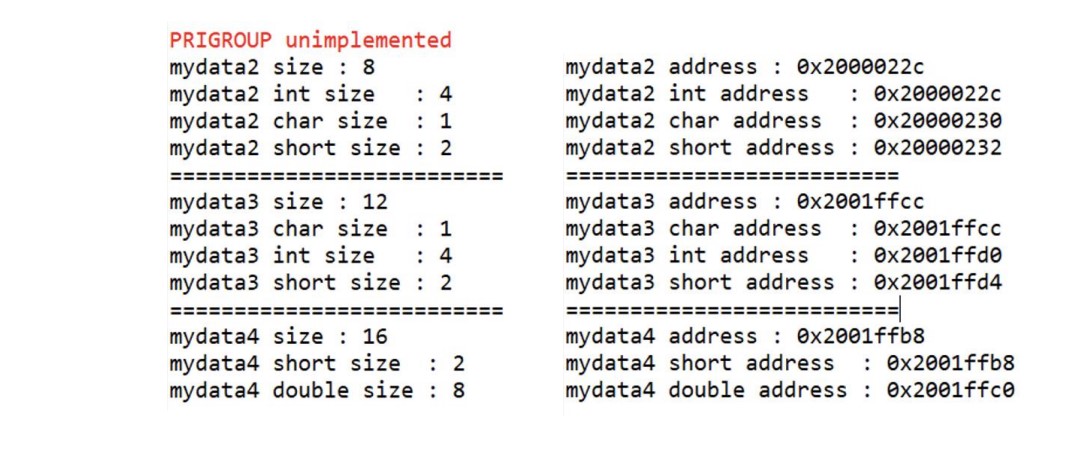 PRIGROUP unimplemented
mydata2 size : 8
mydata2 int size   : 4
mydata2 char size  : 1
mydata2 short size : 2
==========================
mydata3 size : 12
mydata3 char size  : 1
mydata3 int size   : 4
mydata3 short size : 2
==========================
mydata4 size : 16
mydata4 short size  : 2
mydata4 double size : 8
mydata2 address : 0x2000022c
mydata2 int address   : 0x2000022c
mydata2 char address  : 0x20000230
mydata2 short address : 0x20000232
==========================
mydata3 address : 0x2001ffcc
mydata3 char address  : 0x2001ffcc
mydata3 int address   : 0x2001ffd0
mydata3 short address : 0x2001ffd4
==========================
mydata4 address : 0x2001ffb8
mydata4 short address  : 0x2001ffb8
mydata4 double address : 0x2001ffc0